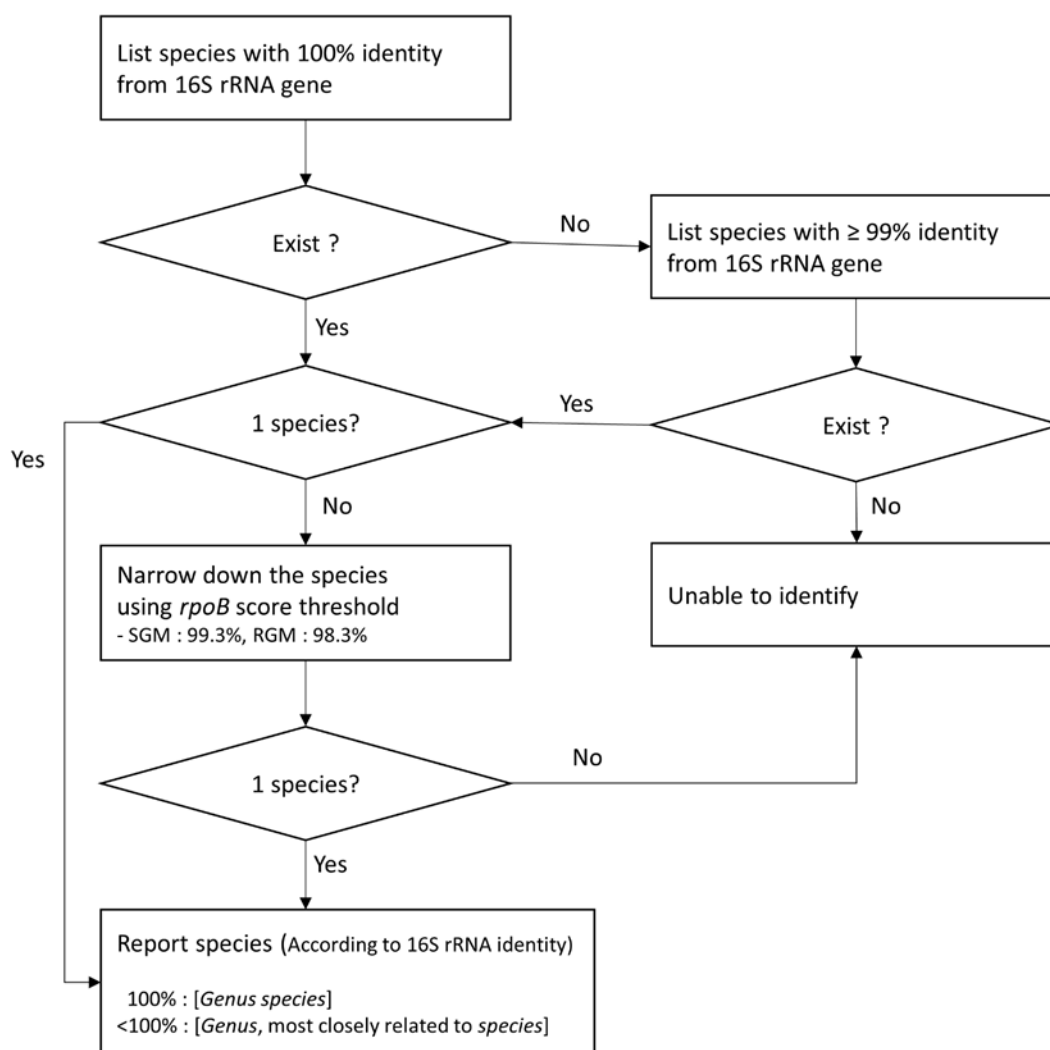 List species with 100% identity
from 16S rRNA gene
Exist ?
No
List species with ≥ 99% identity
from 16S rRNA gene
Yes
1 species?
Yes
Exist ?
Yes
No
No
Narrow down the species
using rpoB score threshold
- SGM : 99.3%, RGM : 98.3%
Unable to identify
1 species?
No
Yes
Report species (According to 16S rRNA identity)
100% : [Genus species]
<100% : [Genus, most closely related to species]